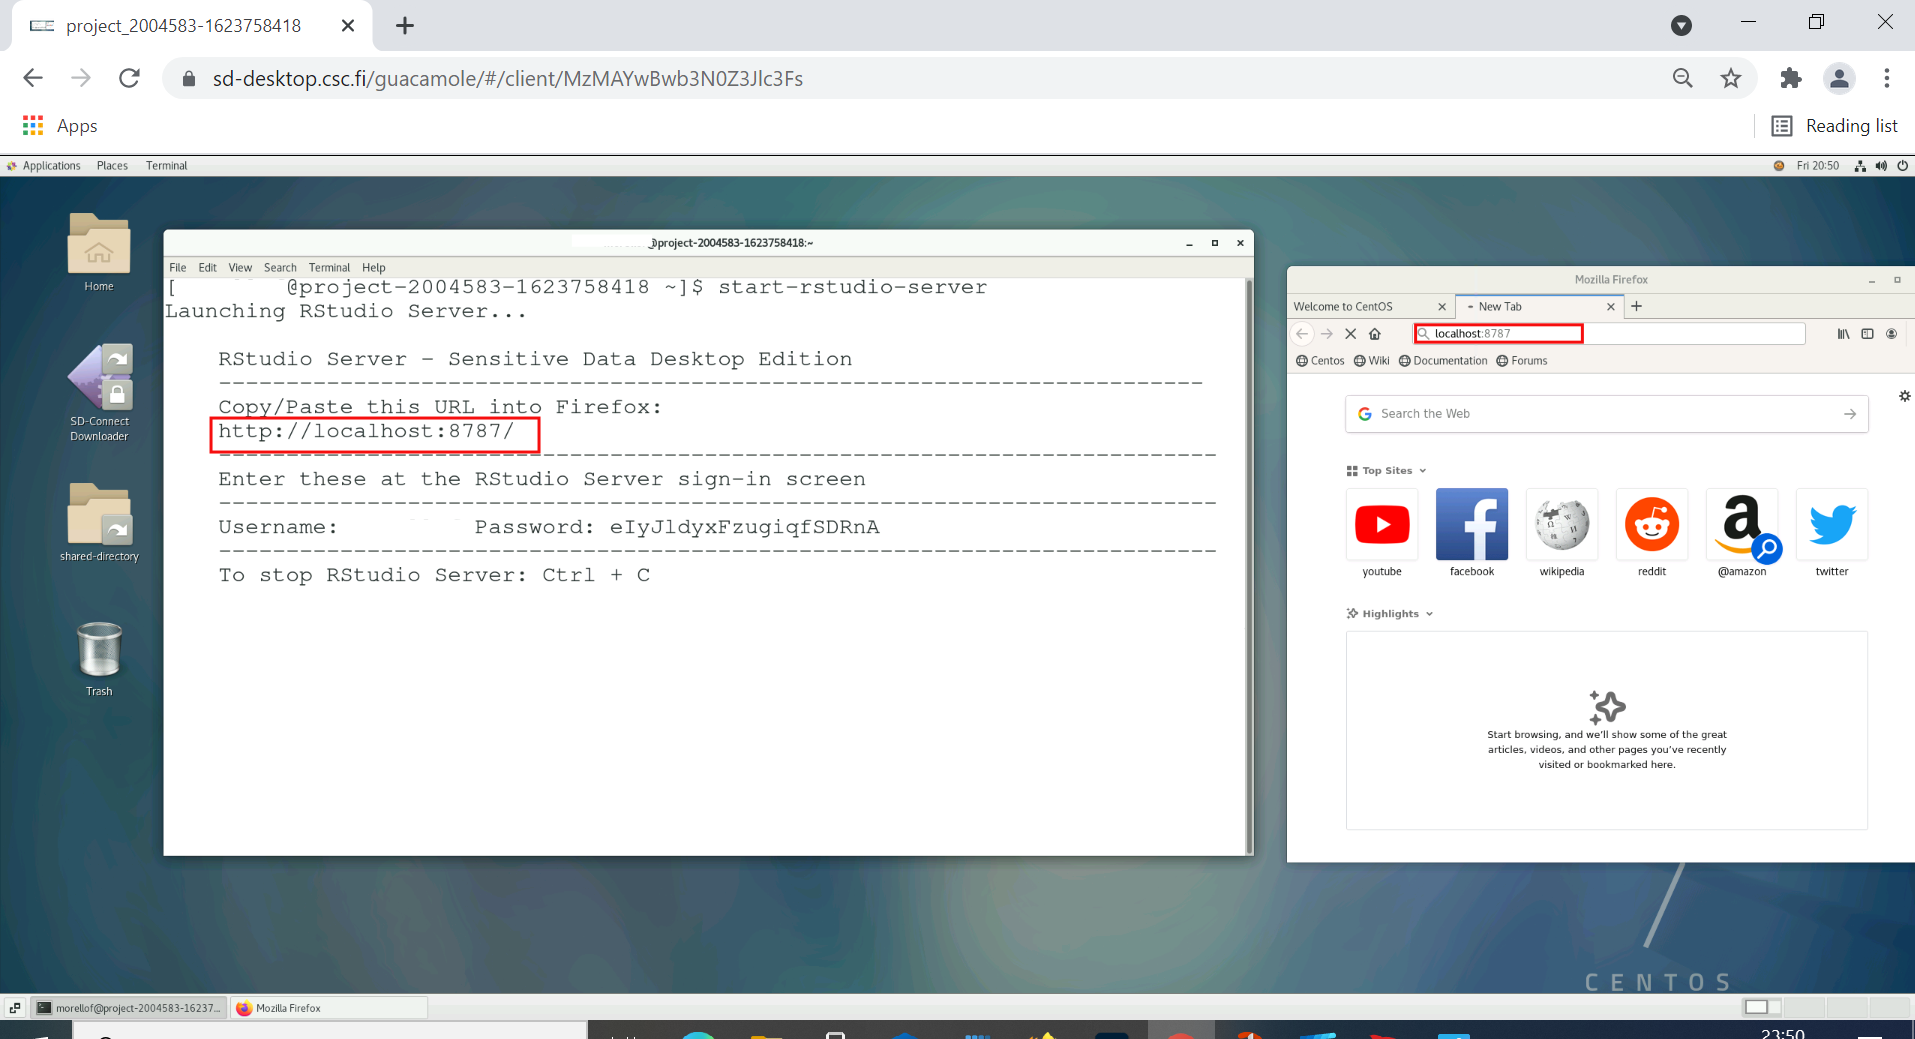 project_2004583-1623758418
sd-desktop.csc.fi/guacamole/#/client/MzMAYwBwb3N0Z3Jlc3Fs
Apps
Reading list
Applications Places Terminal
Fri 20:50
Home
SD-Connect
Downloader
shared-directory
Trash
@project-2004583-1623758418:~
File Edit View Search Terminal Help
[ @project-2004583-1623758418 ~]$ start-rstudio-server
Launching RStudio Server...
RStudio Server - Sensitive Data Desktop Edition
Copy/Paste this URL into Firefox:
http://localhost:8787/
Enter these at the RStudio Server sign-in screen
Username: Password: eIyJldyxFzugiqfSDRnA
To stop RStudio Server: Ctrl + C
Mozilla Firefox
Welcome to CentOS
New Tab
localhost:8787
Centos Wiki Documentation Forums
Search the Web
Top Sites
youtube facebook wikipedia reddit @amazon twitter
Highlights
Start browsing, and we'll show some of the great
articles, videos, and other pages you've recently
visited or bookmarked here.
CENTOS
morellof@project-2004583-16237...
Mozilla Firefox
23:50